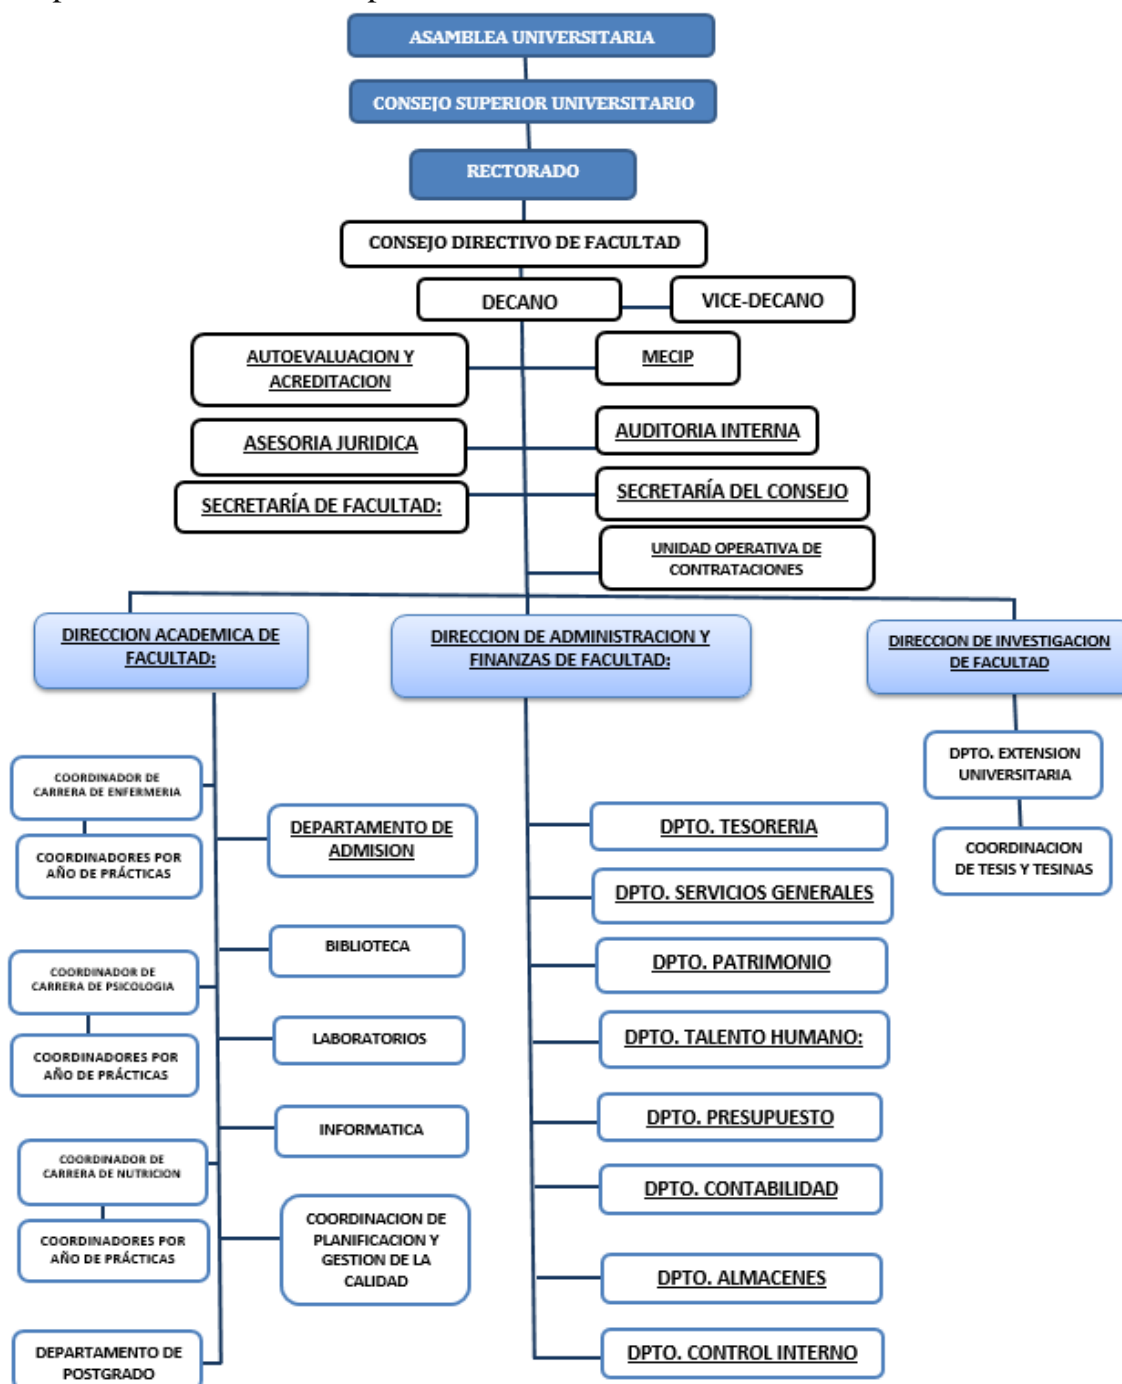 ASAMBLEA UNIVERSITARIA
CONSEJO SUPERIOR UNIVERSITARIO
RECTORADO
CONSEJO DIRECTIVO DE FACULTAD
DECANO
VICE-DECANO
AUTOEVALUACION Y
ACREDITACION
MECIP
ASESORIA JURIDICA
AUDITORIA INTERNA
SECRETARÍA DE FACULTAD:
SECRETARÍA DEL CONSEJO
UNIDAD OPERATIVA DE
CONTRATACIONES
DIRECCION ACADEMICA DE
FACULTAD:
DIRECCION DE ADMINISTRACION Y
FINANZAS DE FACULTAD:
DIRECCION DE INVESTIGACION
DE FACULTAD
COORDINADOR DE
CARRERA DE ENFERMERIA
COORDINADORES POR
AÑO DE PRÁCTICAS
COORDINADOR DE
CARRERA DE PSICOLOGIA
COORDINADORES POR
AÑO DE PRÁCTICAS
COORDINADOR DE
CARRERA DE NUTRICION
COORDINADORES POR
AÑO DE PRÁCTICAS
DEPARTAMENTO DE
POSTGRADO
DEPARTAMENTO DE
ADMISION
BIBLIOTECA
LABORATORIOS
INFORMATICA
COORDINACION DE
PLANIFICACION Y
GESTION DE LA
CALIDAD
DPTO. TESORERIA
DPTO. SERVICIOS GENERALES
DPTO. PATRIMONIO
DPTO. TALENTO HUMANO:
DPTO. PRESUPUESTO
DPTO. CONTABILIDAD
DPTO. ALMACENES
DPTO. CONTROL INTERNO
DPTO. EXTENSION
UNIVERSITARIA
COORDINACION
DE TESIS Y TESINAS